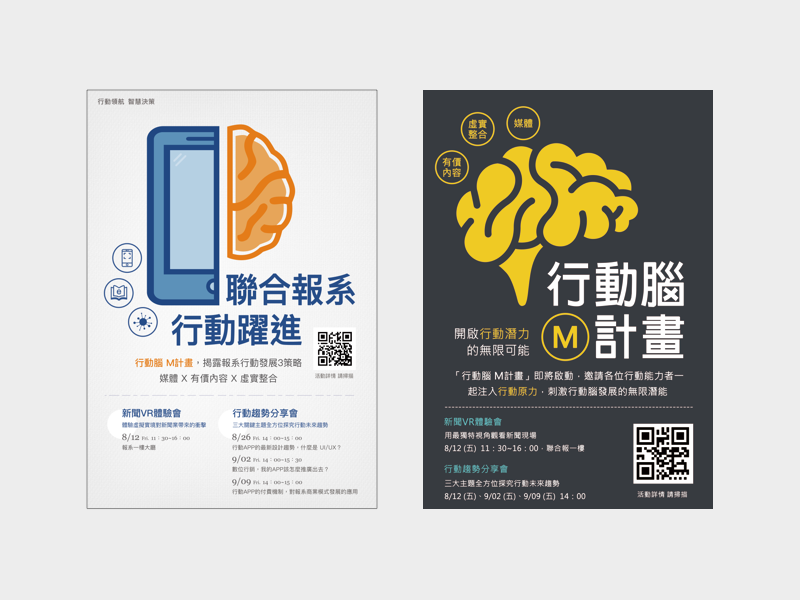 行動領航 智慧決策
聯合報系
行動躍進
行動腦 M計畫，揭露報系行動發展3策略
媒體 X 有價內容 X 虛實整合
活動詳情 請掃描
新聞VR體驗會
體驗虛擬實境對新聞業帶來的衝擊
8/12 Fri. 11：30-16：00
報系一樓大廳
行動趨勢分享會
三大關鍵主題全方位探究行動未來趨勢
8/26 Fri. 14：00-15：00
行動APP的最新設計趨勢，什麼是 UI/UX？
9/02 Fri. 14：00-15：30
數位行銷，我的APP該怎麼推廣出去？
9/09 Fri. 14：00-15：00
行動APP的付費機制，對報系商業模式發展的應用
媒體
虛實
整合
有價
內容
行動腦
M 計畫
開啟行動潛力
的無限可能
「行動腦 M計畫」即將啟動，邀請各位行動能力者一
起注入行動原力，刺激行動腦發展的無限潛能
新聞VR體驗會
用最獨特視角觀看新聞現場
8/12 (五) 11：30~16：00，聯合報一樓
行動趨勢分享會
三大主題全方位探究行動未來趨勢
8/12 (五)、9/02 (五)、9/09 (五) 14：00
活動詳情 請掃描